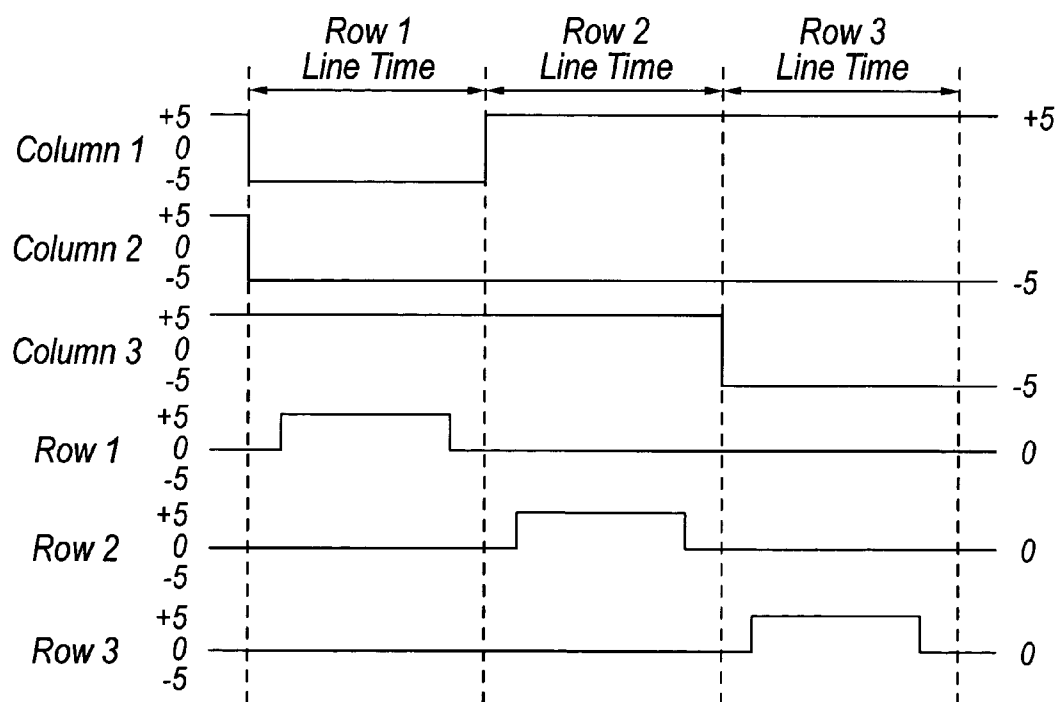 Row 1 Row 2 Row 3
Line Time Line Time Line Time
+5 +5
Column 1 0
-5
+5
Column 2 0
-5 -5
+5
Column 3 0
-5 -5
+5
Row 1 0 0
-5
+5
Row 2 0 0
-5
+5
Row 3 0 0
-5